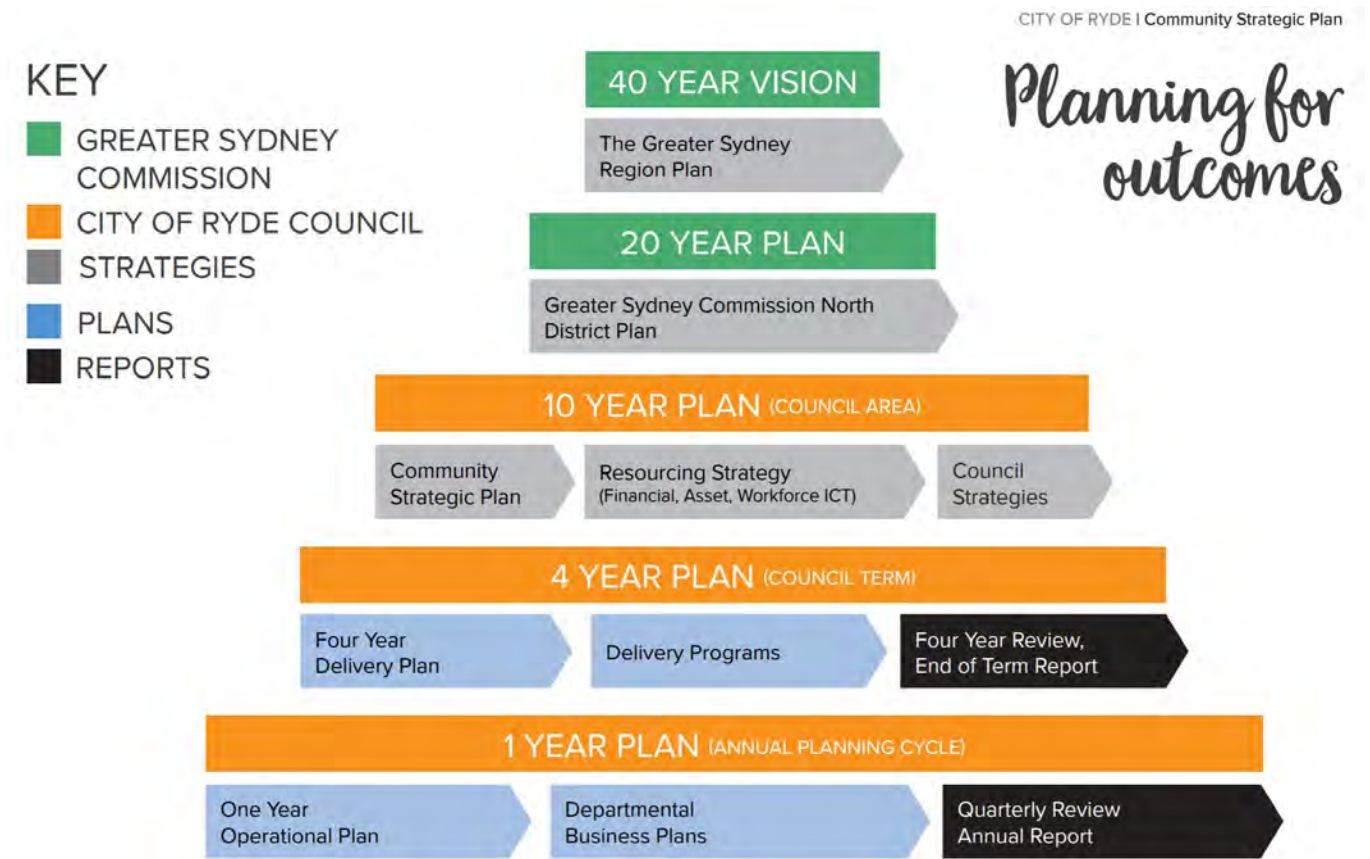 CITY OF RYDE I Community Strategic Plan
Planning for
outcomes
KEY
GREATER SYDNEY
COMMISSION
CITY OF RYDE COUNCIL
STRATEGIES
PLANS
REPORTS
40 YEAR VISION
The Greater Sydney
Region Plan
20 YEAR PLAN
Greater Sydney Commission North
District Plan
10 YEAR PLAN (COUNCIL AREA)
Community
Strategic Plan
Resourcing Strategy
(Financial, Asset, Workforce ICT)
Council
Strategies
4 YEAR PLAN (COUNCIL TERM)
Four Year
Delivery Plan
Delivery Programs
Four Year Review,
End of Term Report
1 YEAR PLAN (ANNUAL PLANNING CYCLE)
One Year
Operational Plan
Departmental
Business Plans
Quarterly Review
Annual Report